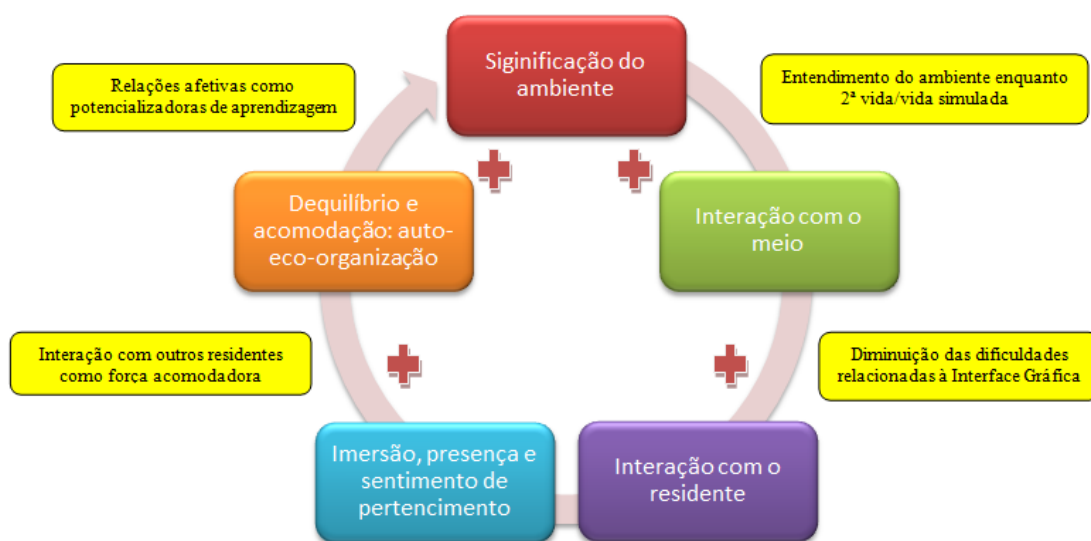 Siginificação do
ambiente
Entendimento do ambiente enquanto
2ª vida/vida simulada
Interação com o
meio
Diminuição das dificuldades
relacionadas à Interface Gráfica
Interação com o
residente
Imersão, presença e
sentimento de
pertencimento
Interação com outros residentes
como força acomodadora
Dequilíbrio e
acomodação: auto-
eco-organização
Relações afetivas como
potencializadoras de aprendizagem